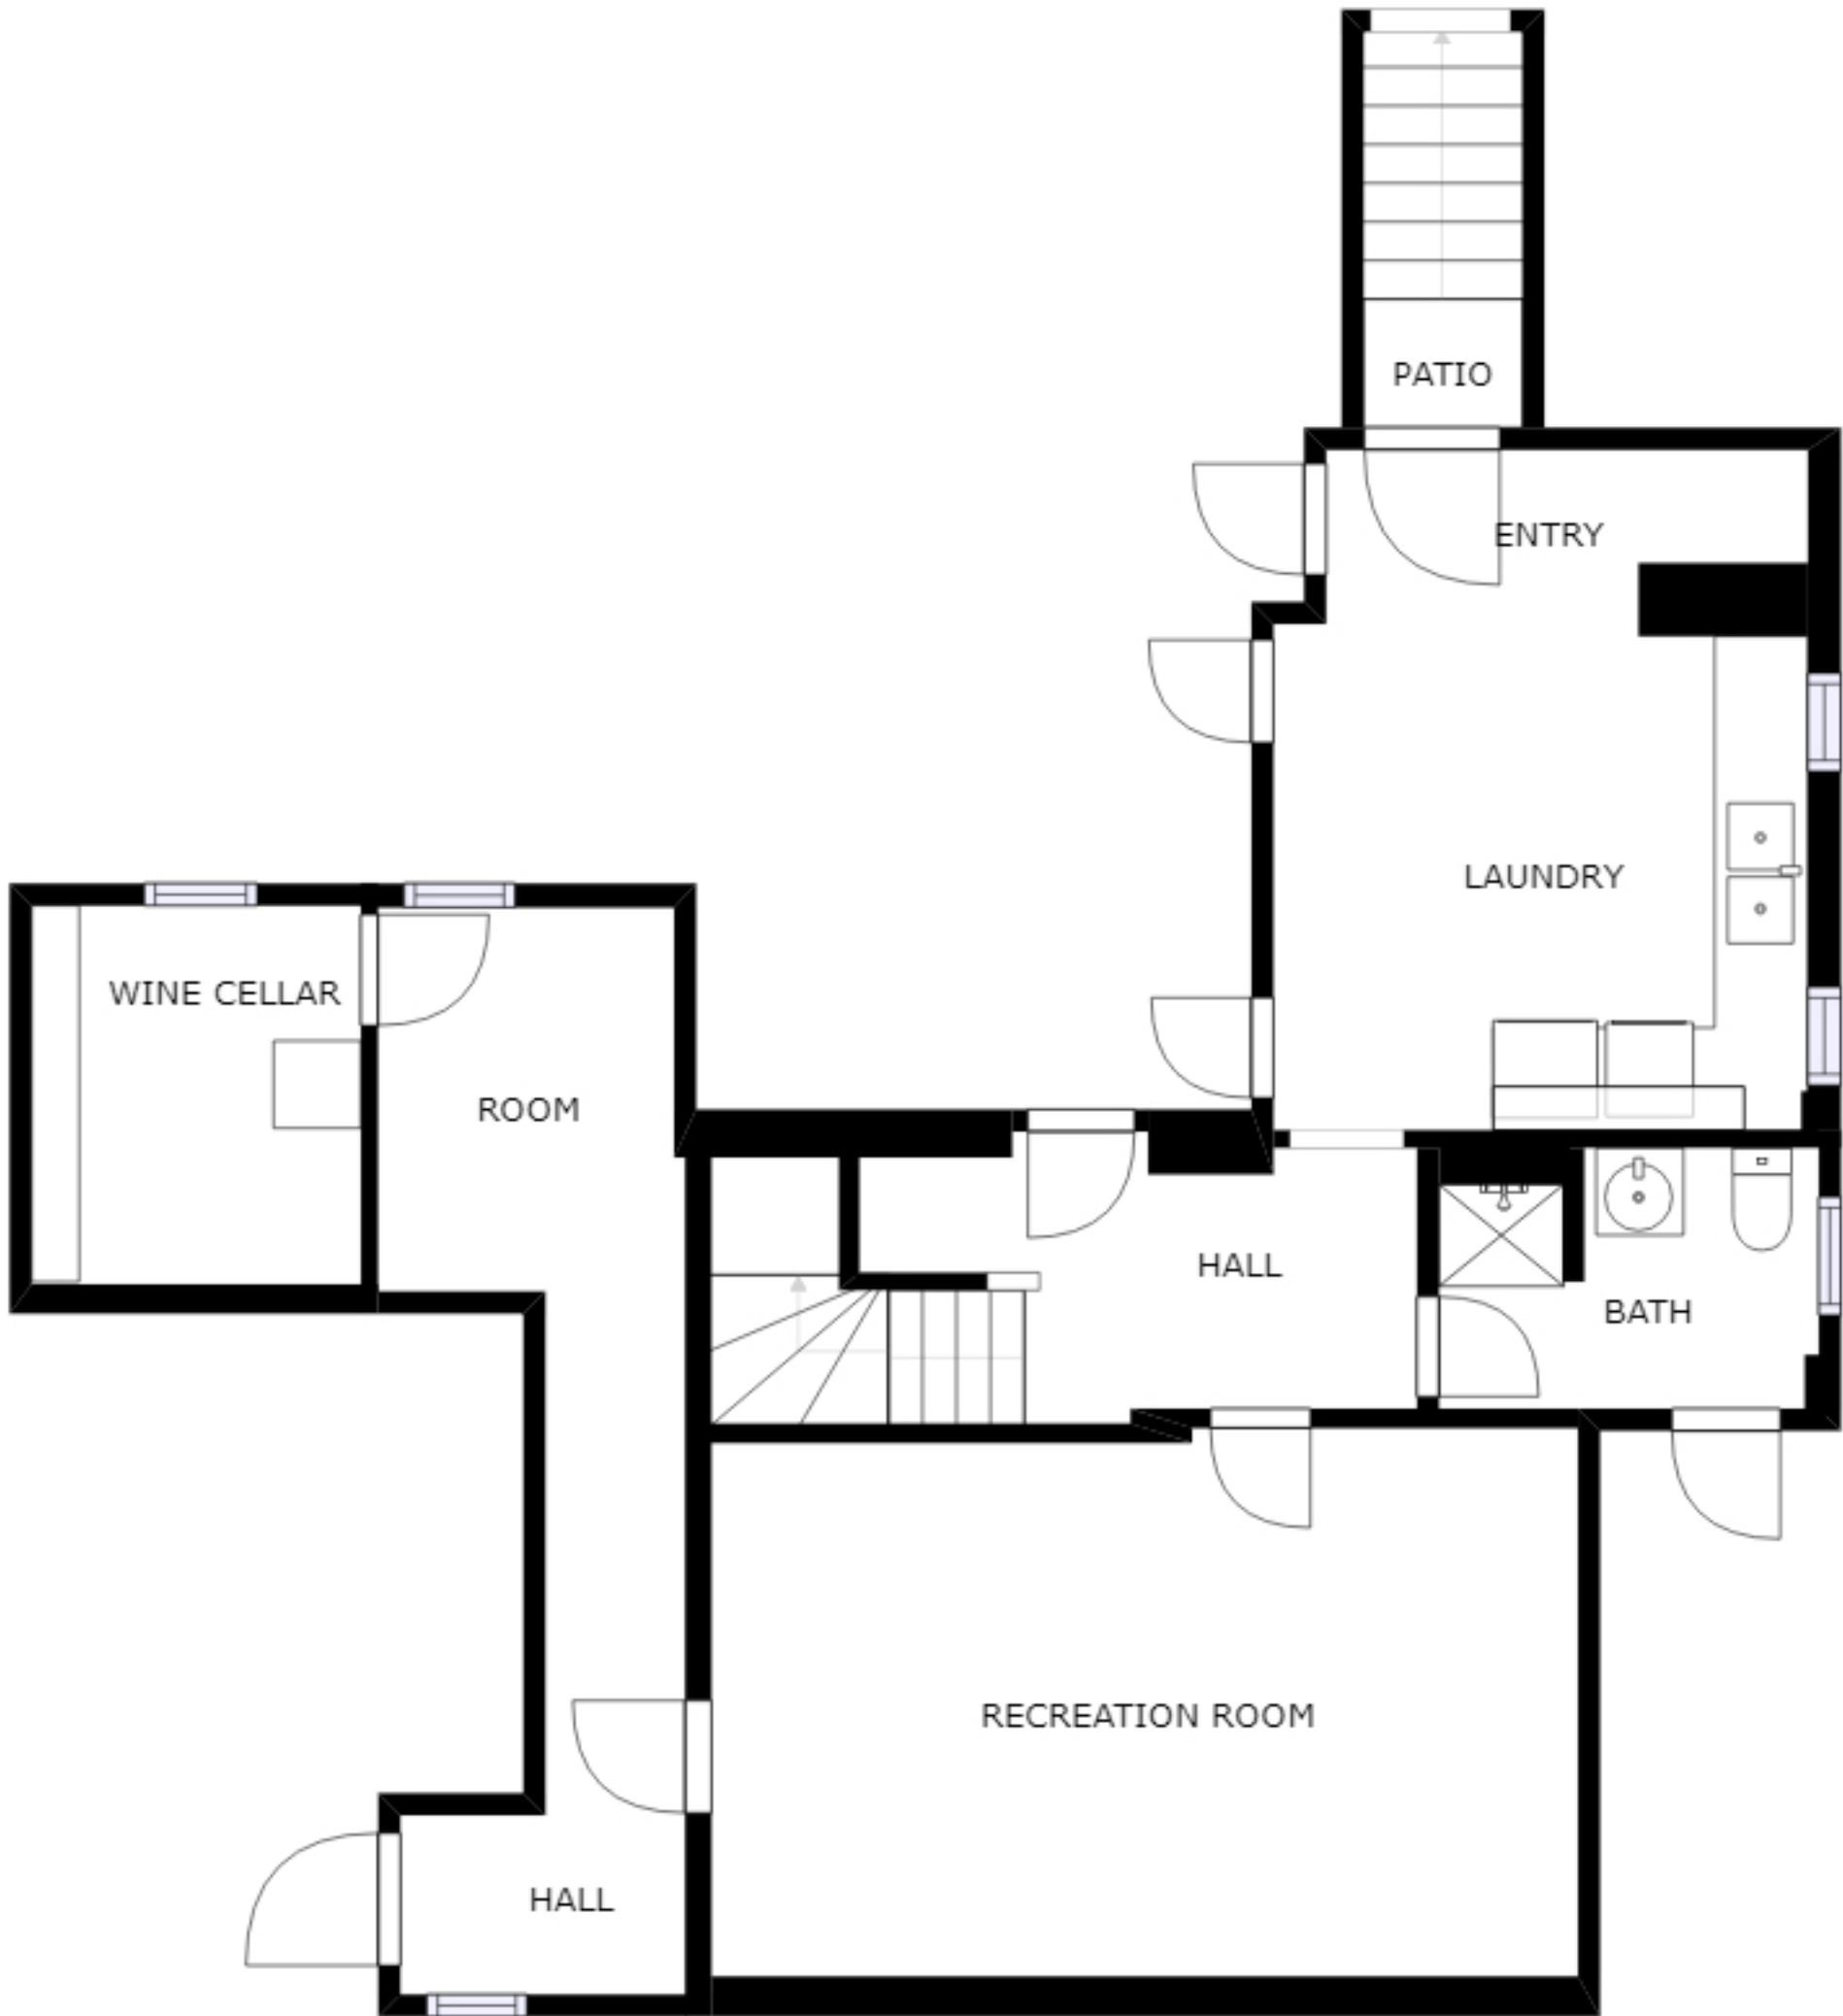 PATIO
ENTRY
LAUNDRY
WINE CELLAR
ROOM
HALL
BATH
RECREATION ROOM
HALL